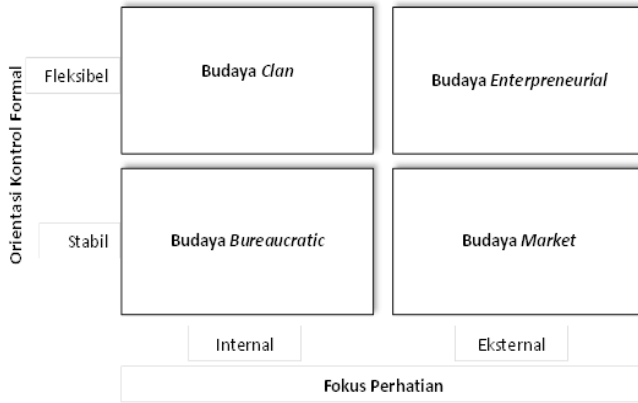 Orientasi Kontrol Formal
Fleksibel
Budaya Clan
Budaya Enterpreneurial
Stabil
Budaya Bureaucratic
Budaya Market
Internal
Eksternal
Fokus Perhatian